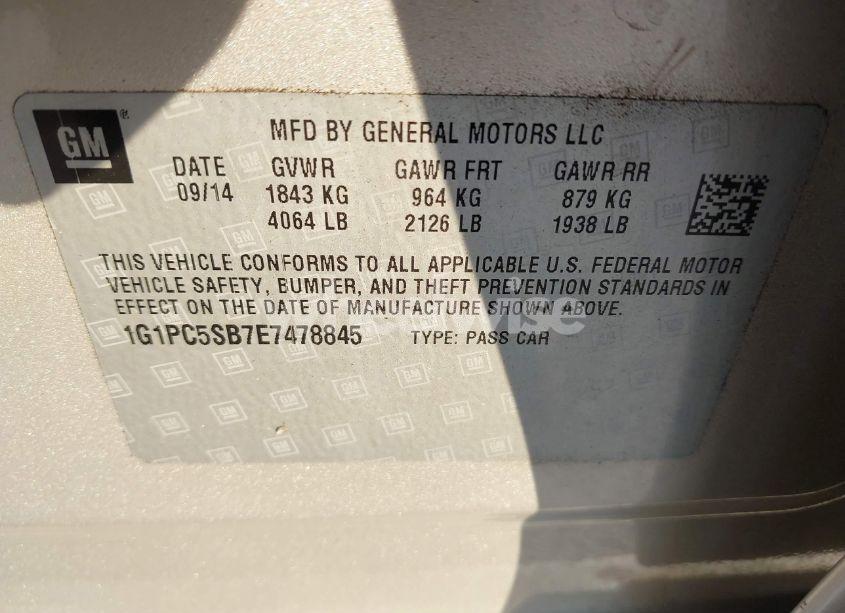 GM ®
MFD BY GENERAL MOTORS LLC
DATE GVWR GAWR FRT GAWR RR
09/14 1843 KG 964 KG 879 KG
4064 LB 2126 LB 1938 LB
THIS VEHICLE CONFORMS TO ALL APPLICABLE U.S. FEDERAL MOTOR
VEHICLE SAFETY, BUMPER, AND THEFT PREVENTION STANDARDS IN
EFFECT ON THE DATE OF MANUFACTURE SHOWN ABOVE.
1G1PC5SB7E7478845 TYPE: PASS CAR